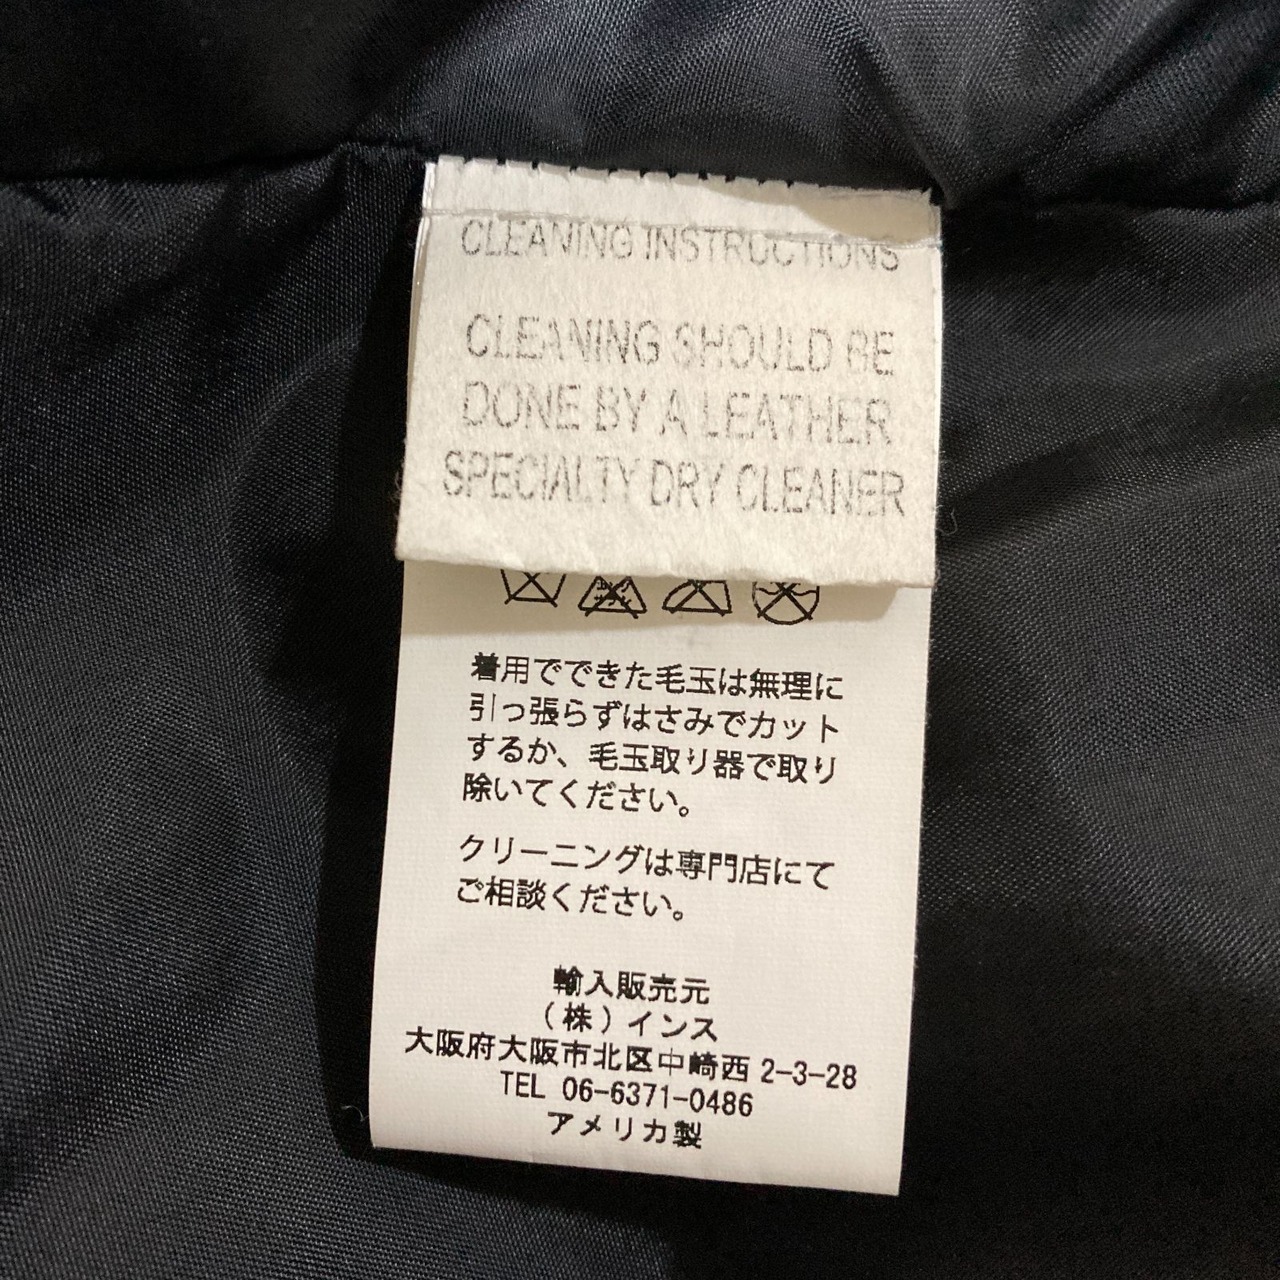 CLEANING INSTRUCTIONS
CLEANING SHOULD BE
DONE BY A LEATHER
SPECIALTY DRY CLEANER
着用でできた毛玉は無理に
引っ張らずはさみでカット
するか、毛玉取り器で取り
除いてください。
クリーニングは専門店にて
ご相談ください。
輸入販売元
（株）インス
大阪府大阪市北区中崎西 2-3-28
TEL 06-6371-0486
アメリカ製